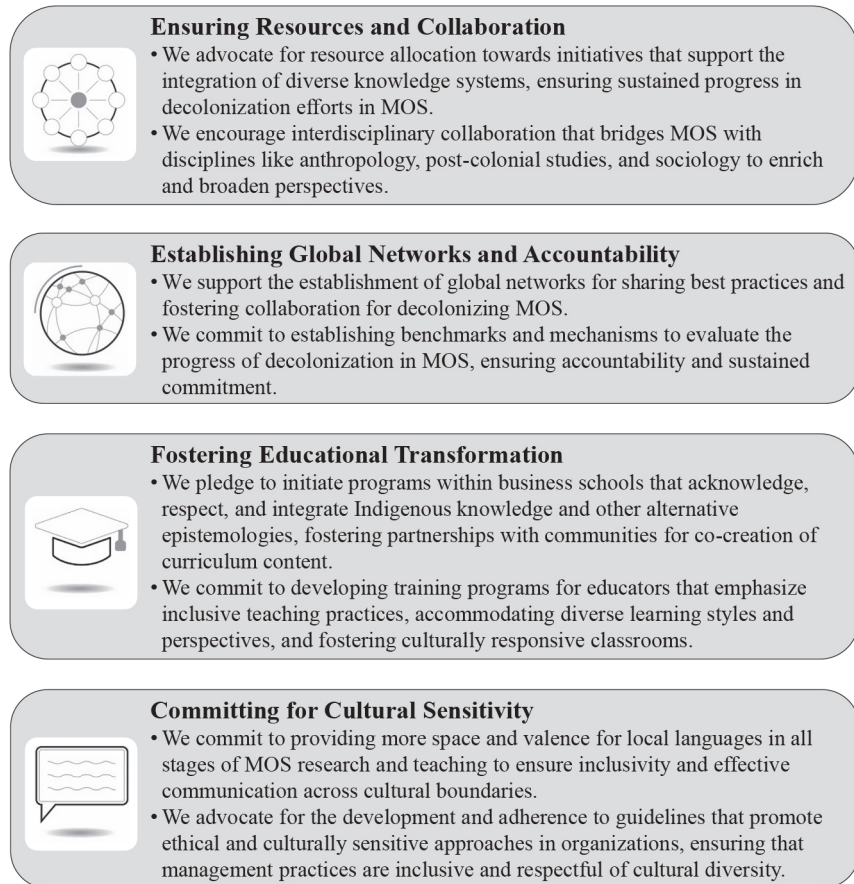 Ensuring Resources and Collaboration
• We advocate for resource allocation towards initiatives that support the
integration of diverse knowledge systems, ensuring sustained progress in
decolonization efforts in MOS.
• We encourage interdisciplinary collaboration that bridges MOS with
disciplines like anthropology, post-colonial studies, and sociology to enrich
and broaden perspectives.
Establishing Global Networks and Accountability
• We support the establishment of global networks for sharing best practices and
fostering collaboration for decolonizing MOS.
• We commit to establishing benchmarks and mechanisms to evaluate the
progress of decolonization in MOS, ensuring accountability and sustained
commitment.
Fostering Educational Transformation
• We pledge to initiate programs within business schools that acknowledge,
respect, and integrate Indigenous knowledge and other alternative
epistemologies, fostering partnerships with communities for co-creation of
curriculum content.
• We commit to developing training programs for educators that emphasize
inclusive teaching practices, accommodating diverse learning styles and
perspectives, and fostering culturally responsive classrooms.
Committing for Cultural Sensitivity
• We commit to providing more space and valence for local languages in all
stages of MOS research and teaching to ensure inclusivity and effective
communication across cultural boundaries.
• We advocate for the development and adherence to guidelines that promote
ethical and culturally sensitive approaches in organizations, ensuring that
management practices are inclusive and respectful of cultural diversity.